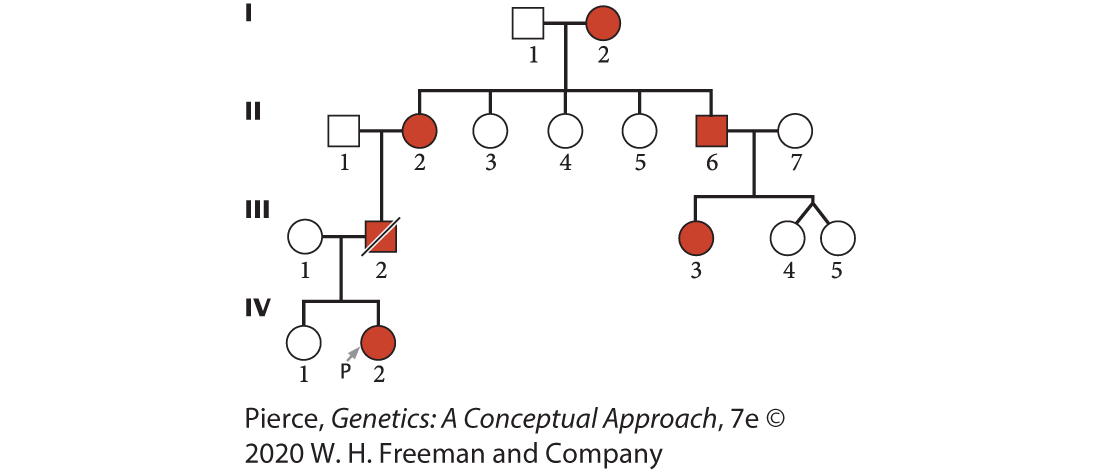 I
1 2
II
1 2 3 4 5 6 7
III
1 2 3 4 5
IV
P 1 2
Pierce, Genetics: A Conceptual Approach, 7e ©
2020 W. H. Freeman and Company